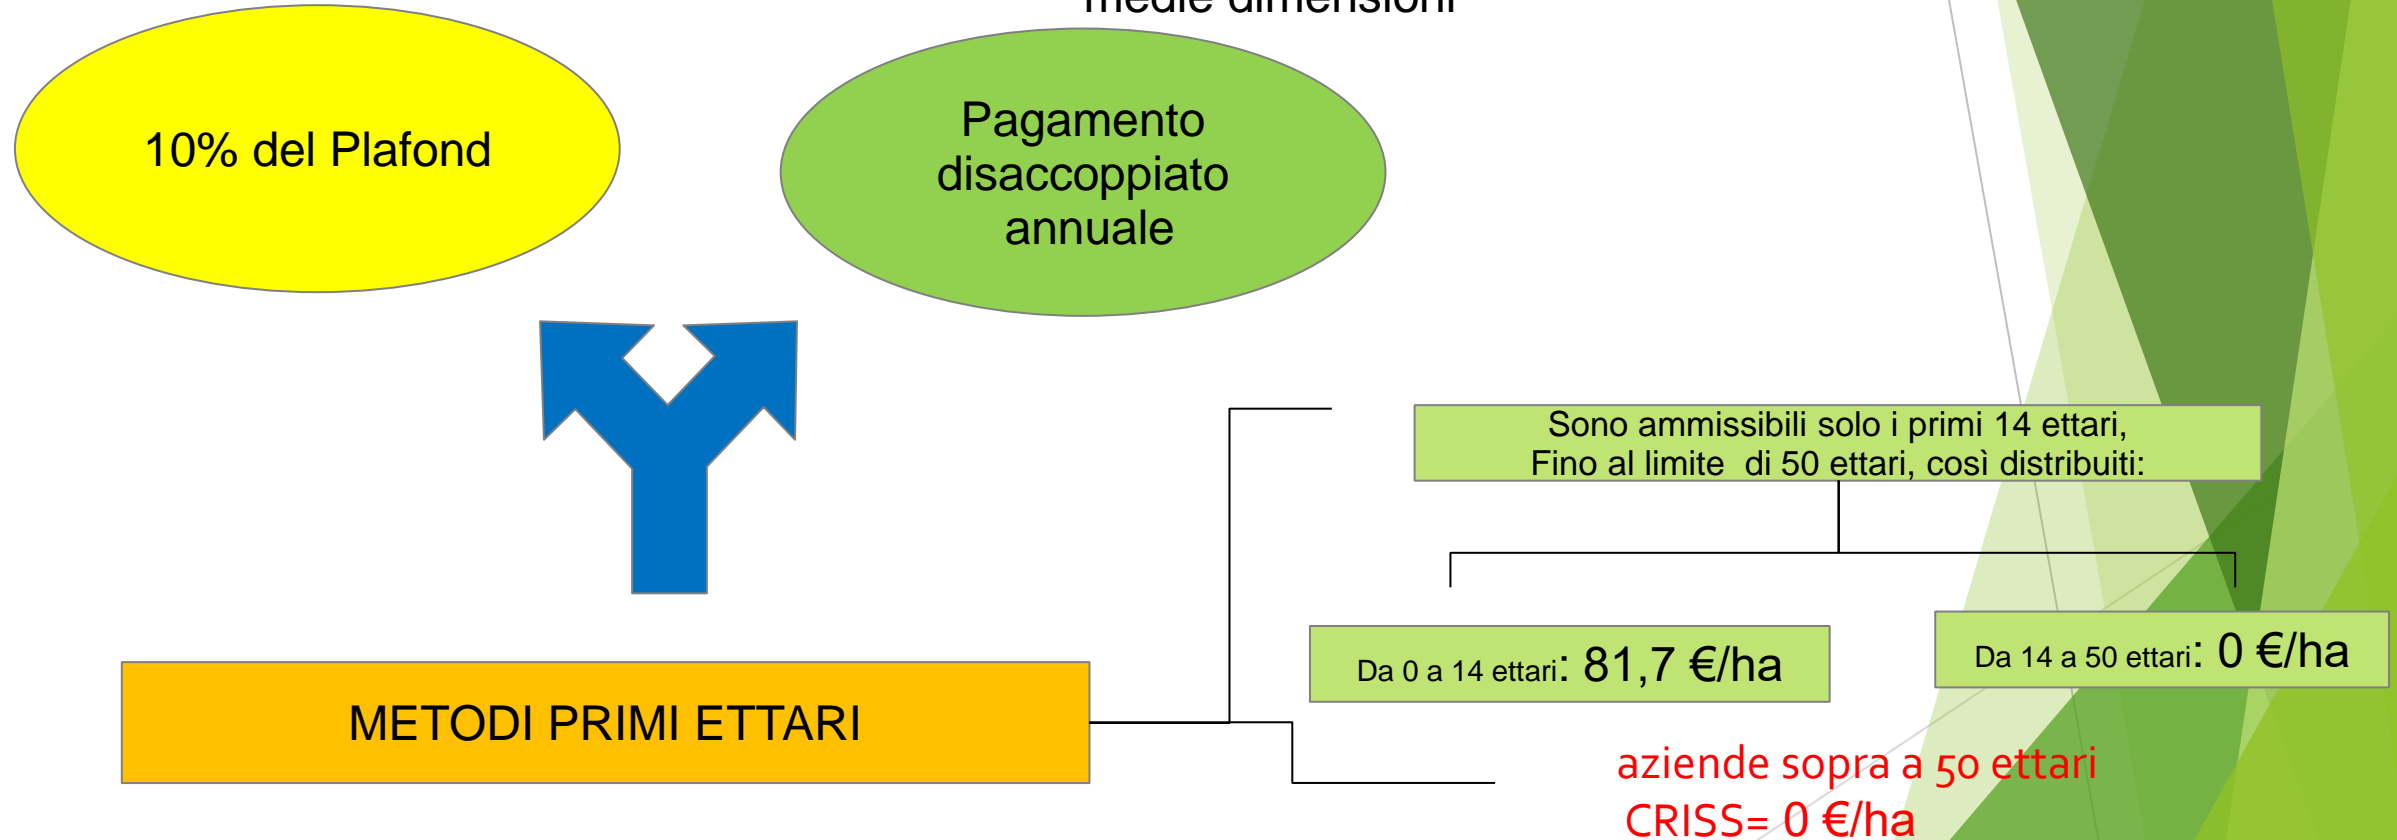 medie dimensioni
10% del Plafond
Pagamento
disaccoppiato
annuale
Sono ammissibili solo i primi 14 ettari,
Fino al limite di 50 ettari, così distribuiti:
Da 0 a 14 ettari: 81,7 €/ha
Da 14 a 50 ettari: 0 €/ha
METODI PRIMI ETTARI
aziende sopra a 50 ettari
CRISS= 0 €/ha